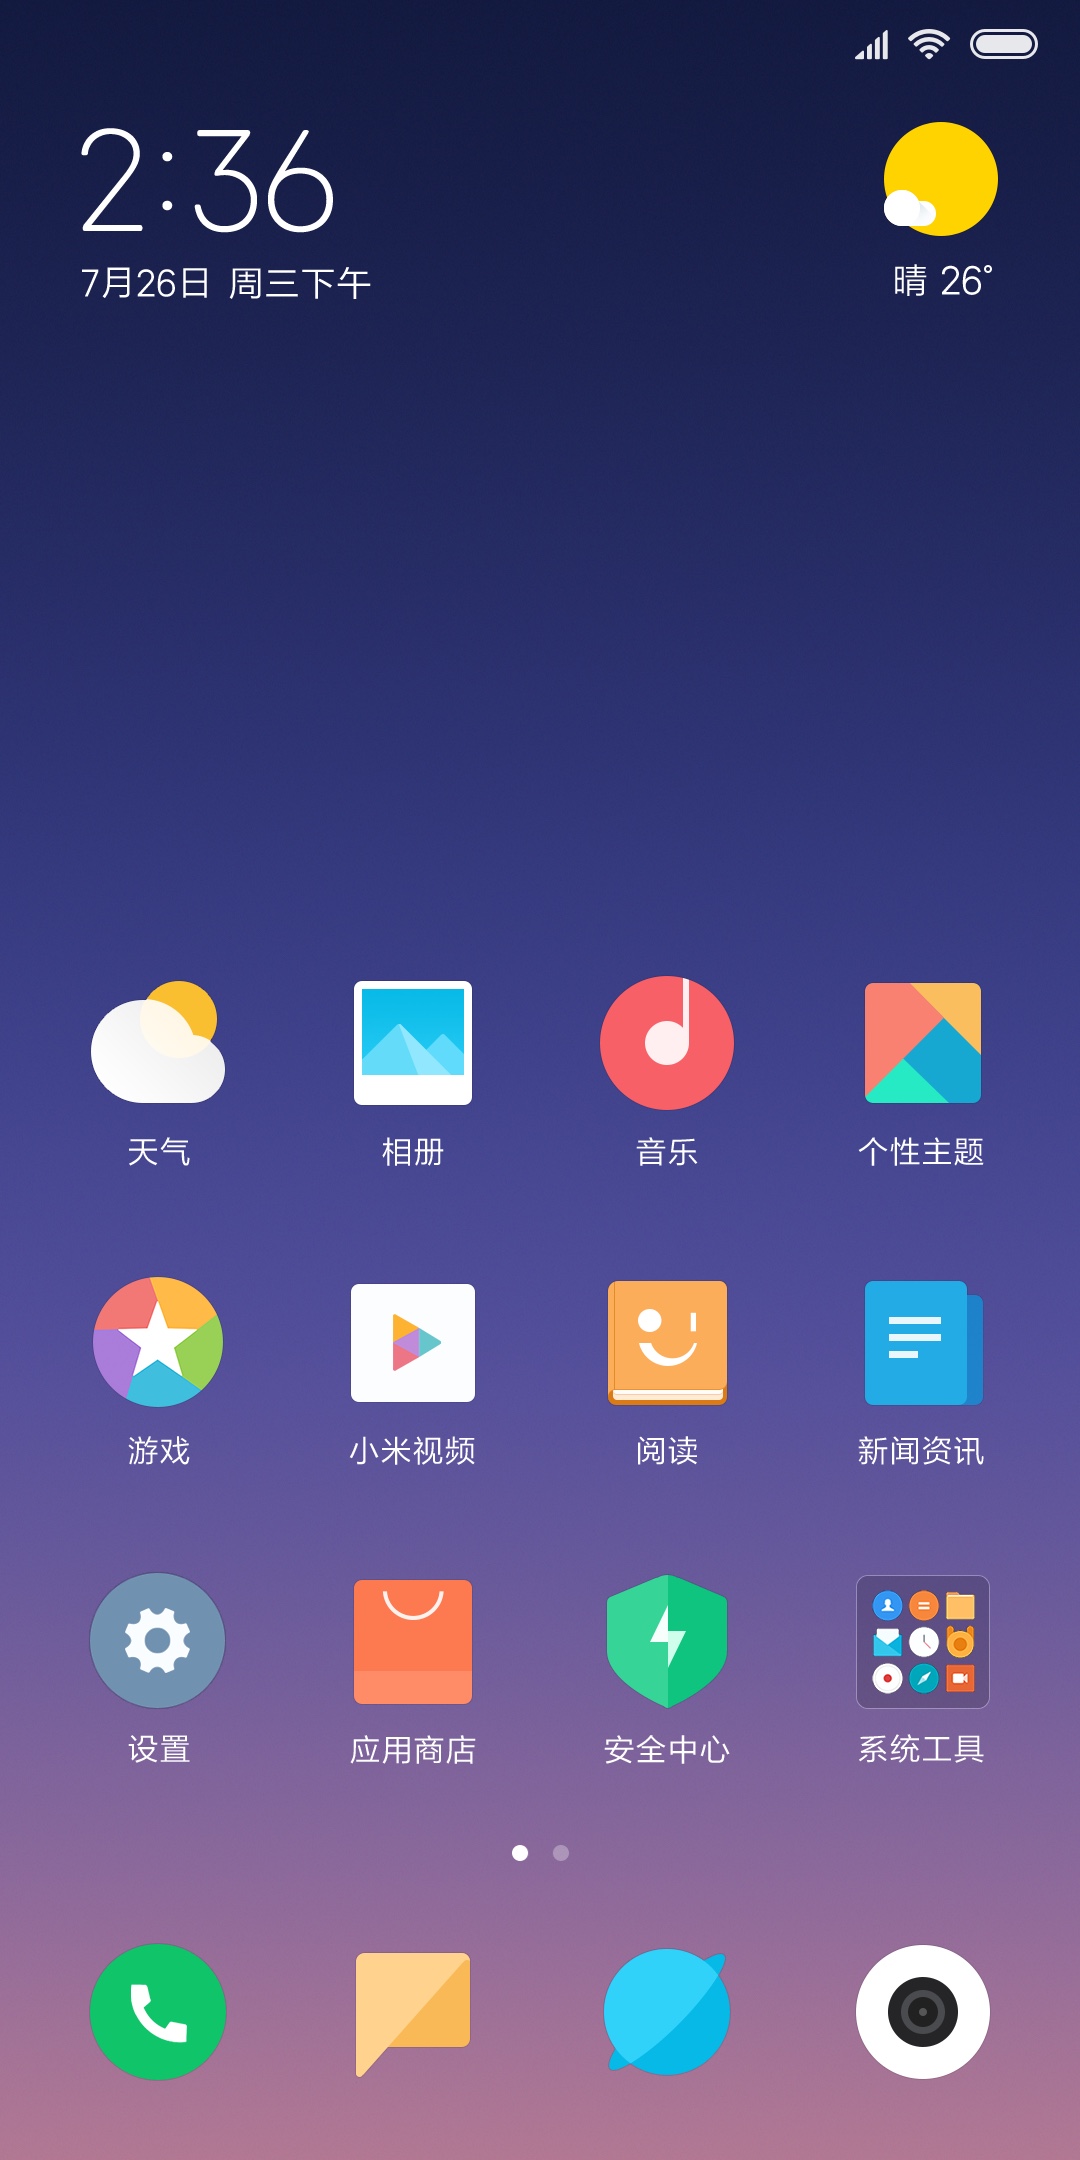 2:36
7月26日 周三下午
晴 26°
天气
相册
音乐
个性主题
游戏
小米视频
阅读
新闻资讯
设置
应用商店
安全中心
系统工具